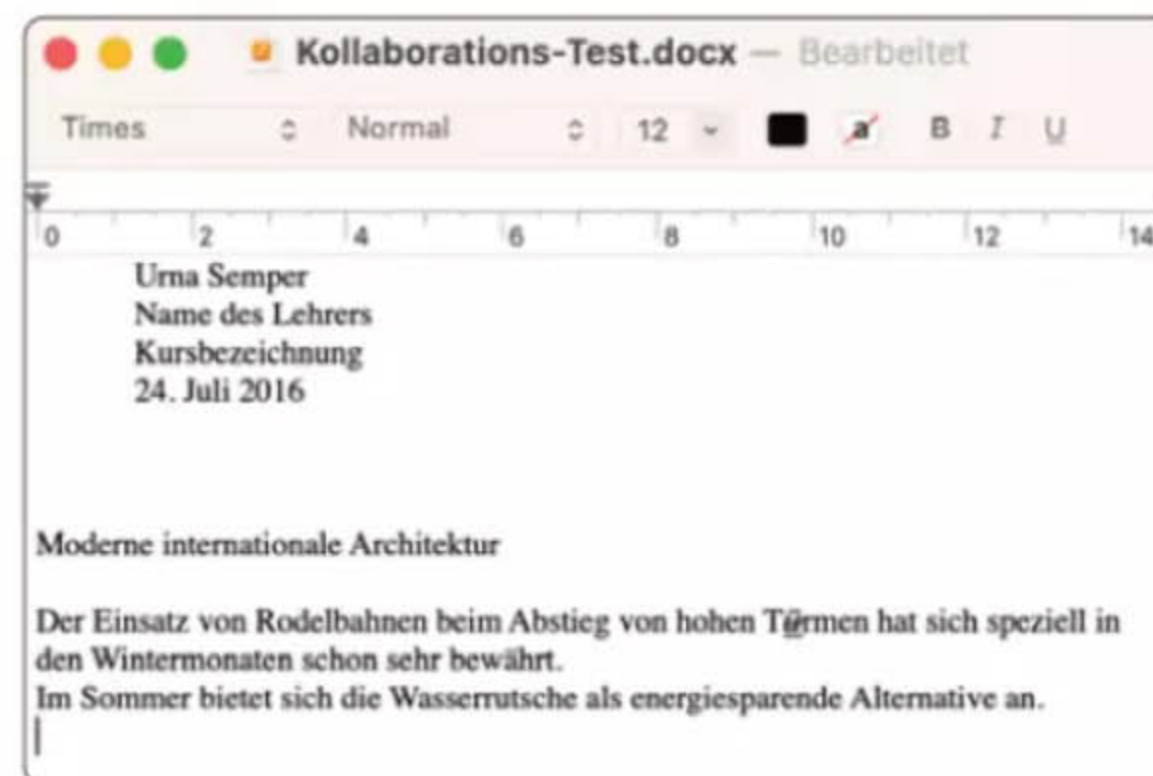 Kollaborations-Test.docx — Bearbeitet
Times Normal 12 a B I U
0 2 4 6 8 10 12 14
Urna Semper
Name des Lehrers
Kursbezeichnung
24. Juli 2016
Moderne internationale Architektur
Der Einsatz von Rodelbahnen beim Abstieg von hohen hat sich speziell in
den Wintermonaten schon sehr bewährt.
Im Sommer bietet sich die Wasserrutsche als energiesparende Alternative an.